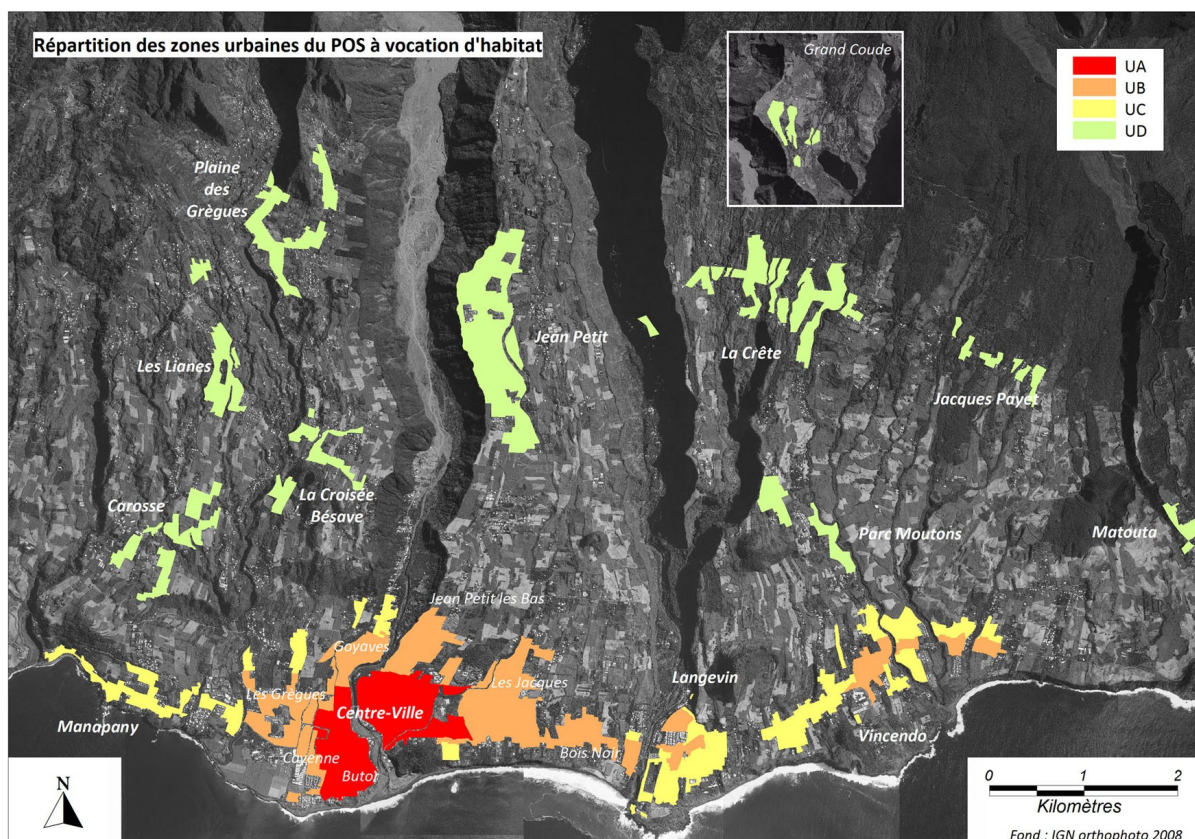 Répartition des zones urbaines du POS à vocation d'habitat
Grand Coude
UA
UB
UC
UD
Plaine
des
Grègues
Jean Petit
La Crête
Les Lianes
Jacques Payet
Carosse
La Croisée
Bésave
Parc Moutons
Matouta
Jean Petit les Bas
Goyaves
Langevin
Les Grègues
Les Jacques
Centre-Ville
Manapany
Vincendo
Bois Noir
Cayenne
Butor
N
0 1 2
Kilomètres
Fond : IGN orthophoto 2008